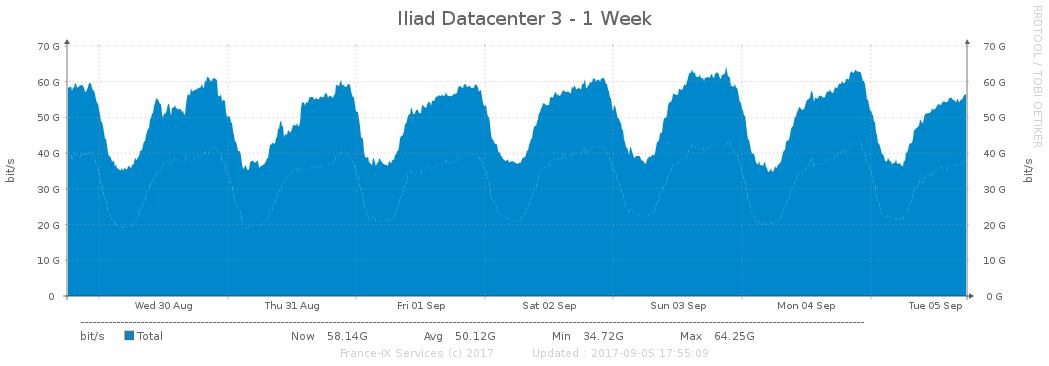 Iliad Datacenter 3 - 1 Week
RRDTOOL / TOBI OETIKER
70 G 70 G
60 G 60 G
50 G 50 G
40 G 40 G
30 G 30 G
20 G 20 G
10 G 10 G
0 0 G
bit/s bit/s
Wed 30 Aug Thu 31 Aug Fri 01 Sep Sat 02 Sep Sun 03 Sep Mon 04 Sep Tue 05 Sep
bit/s Total Now 58.14G Avg 50.12G Min 34.72G Max 64.25G
France-IX Services (c) 2017 Updated : 2017-09-05 17:55:09